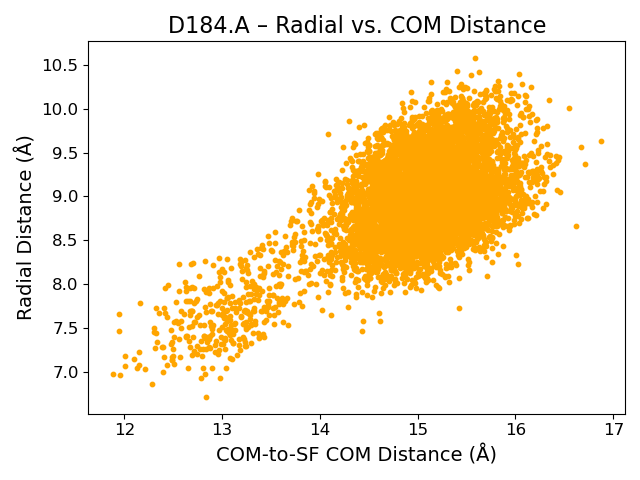 D184.A – Radial vs. COM Distance
Radial Distance (Å)
10.5
10.0
9.5
9.0
8.5
8.0
7.5
7.0
12 13 14 15 16 17
COM-to-SF COM Distance (Å)